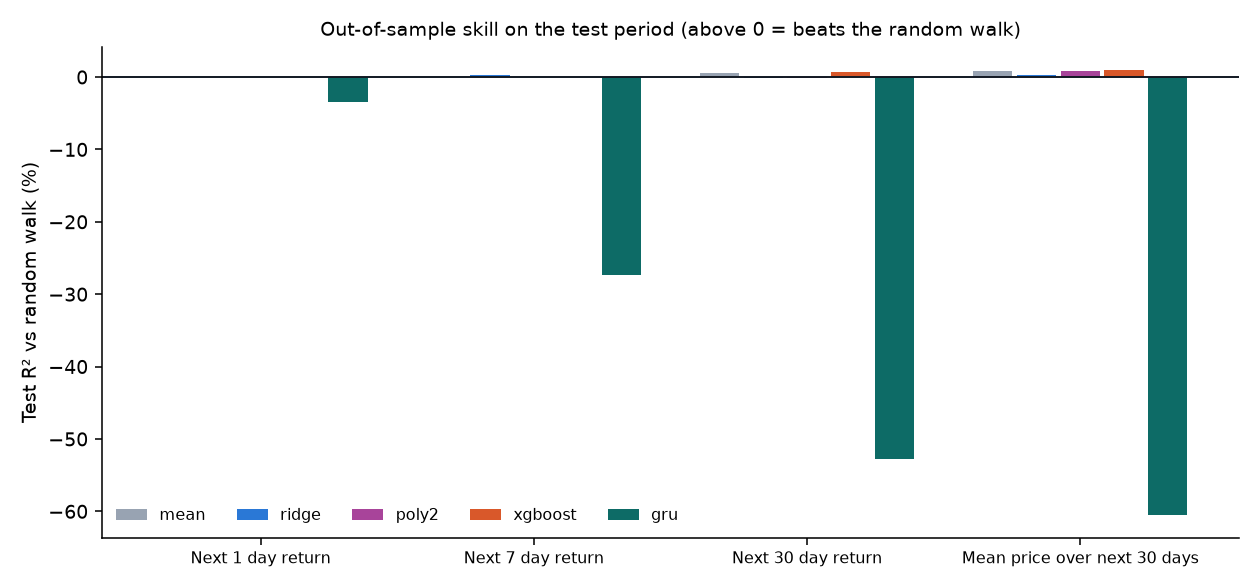 Out-of-sample skill on the test period (above 0 = beats the random walk)
Test R² vs random walk (%)
0
−10
−20
−30
−40
−50
−60
mean ridge poly2 xgboost gru
Next 1 day return Next 7 day return Next 30 day return Mean price over next 30 days